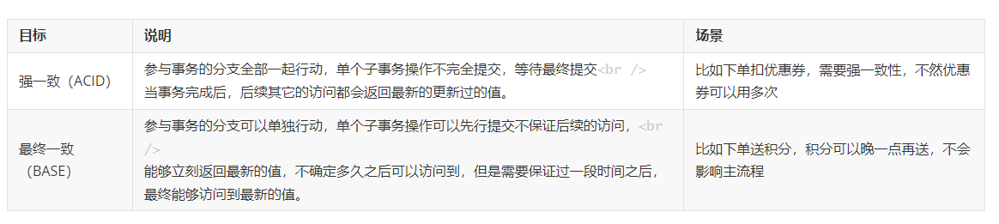 目标 说明 场景
强一致（ACID） 参与事务的分支全部一起行动，单个子事务操作不完全提交，等待最终提交<br />
当事务完成后，后续其它的访问都会返回最新的更新过的值。
比如下单扣优惠券，需要强一致性，不然优惠
券可以用多次
最终一致
（BASE）
参与事务的分支可以单独行动，单个子事务操作可以先行提交不保证后续的访问，<br
/>
能够立刻返回最新的值，不确定多久之后可以访问到，但是需要保证过一段时间之后，
最终能够访问到最新的值。
比如下单送积分，积分可以晚一点再送，不会
影响主流程